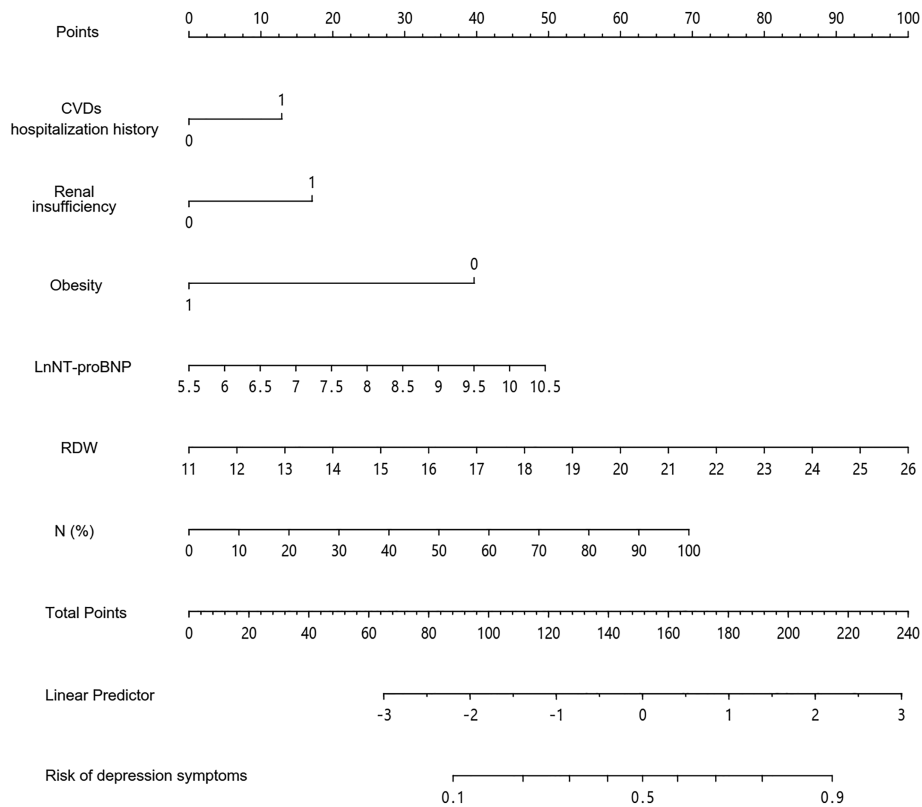 0 10 20 30 40 50 60 70 80 90 100
Points
CVDs
hospitalization history
1
0
Renal
insufficiency
1
0
Obesity
0
1
LnNT-proBNP
5.5 6 6.5 7 7.5 8 8.5 9 9.5 10 10.5
RDW
11 12 13 14 15 16 17 18 19 20 21 22 23 24 25 26
N (%)
0 10 20 30 40 50 60 70 80 90 100
Total Points
0 20 40 60 80 100 120 140 160 180 200 220 240
Linear Predictor
-3 -2 -1 0 1 2 3
Risk of depression symptoms
0.1 0.5 0.9